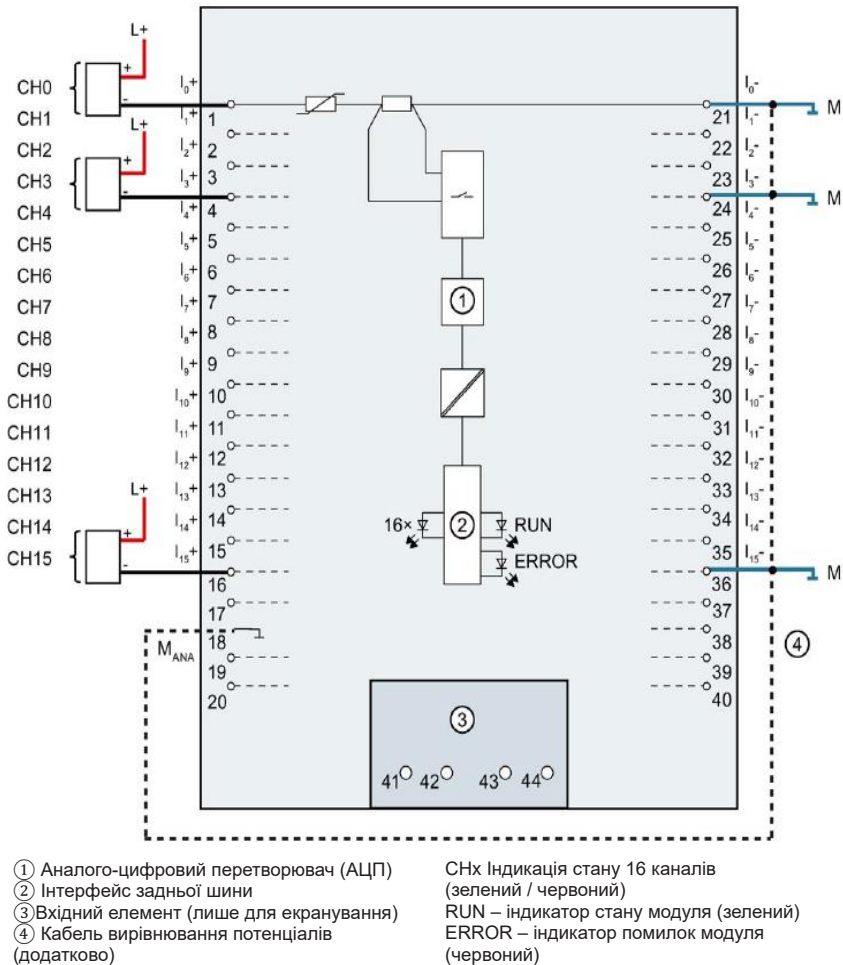 L+
+
CH0
I₀+
I₀-
-
CH1
I₁+
1
21
I₁-
M
L+
CH2
I₂+
2
22
I₂-
+
CH3
I₃+
3
23
I₃-
-
CH4
I₄+
4
24
I₄-
M
CH5
I₅+
5
25
I₅-
CH6
I₆+
6
26
I₆-
CH7
I₇+
7
①
27
I₇-
CH8
I₈+
8
28
I₈-
CH9
I₉+
9
29
I₉-
CH10
I₁₀+
10
30
I₁₀-
CH11
I₁₁+
11
31
I₁₁-
CH12
I₁₂+
12
32
I₁₂-
CH13
L+
I₁₃+
13
33
I₁₃-
CH14
+
I₁₄+
14
16×
②
RUN
34
I₁₄-
CH15
I₁₅+
15
ERROR
35
I₁₅-
-
16
36
M
17
37
M_ANA
18
38
④
19
39
20
40
③
41 42 43 44
① Аналого-цифровий перетворювач (АЦП)
② Інтерфейс задньої шини
③Вхідний елемент (лише для екранування)
④ Кабель вирівнювання потенціалів
(додатково)
CHx Індикація стану 16 каналів
(зелений / червоний)
RUN – індикатор стану модуля (зелений)
ERROR – індикатор помилок модуля
(червоний)